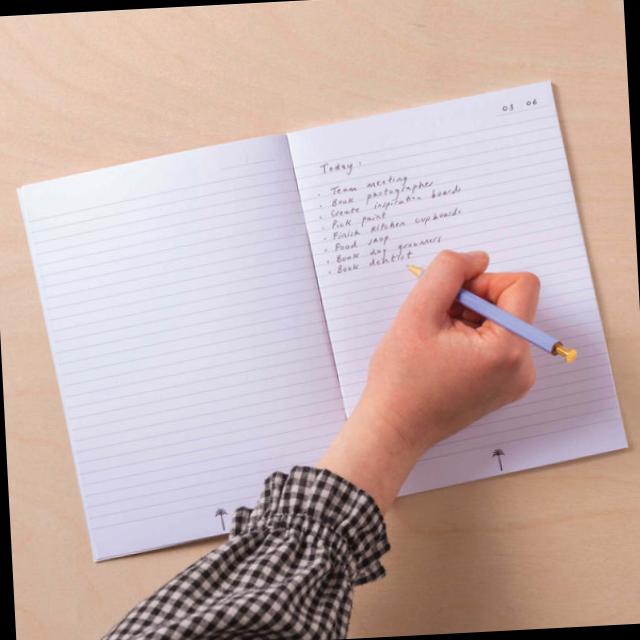 03 06
Today:
· Team meeting
· Book photographer
· Create inspiration boards
· Pick paint
· Finish kitchen cupboards
· Food shop
· Book dog groomers
· Book dentist